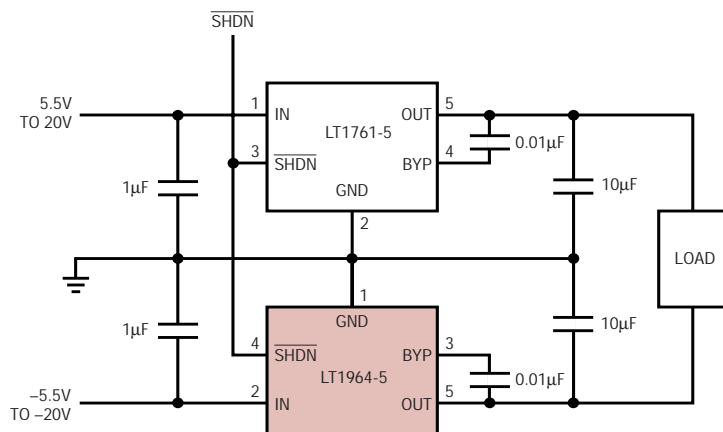 SHDN
5.5V
TO 20V
1
IN
OUT
5
LT1761-5
0.01µF
3
SHDN
BYP
4
1µF
GND
10µF
2
LOAD
1
GND
1µF
10µF
4
SHDN
BYP
3
LT1964-5
0.01µF
–5.5V
TO –20V
2
IN
OUT
5